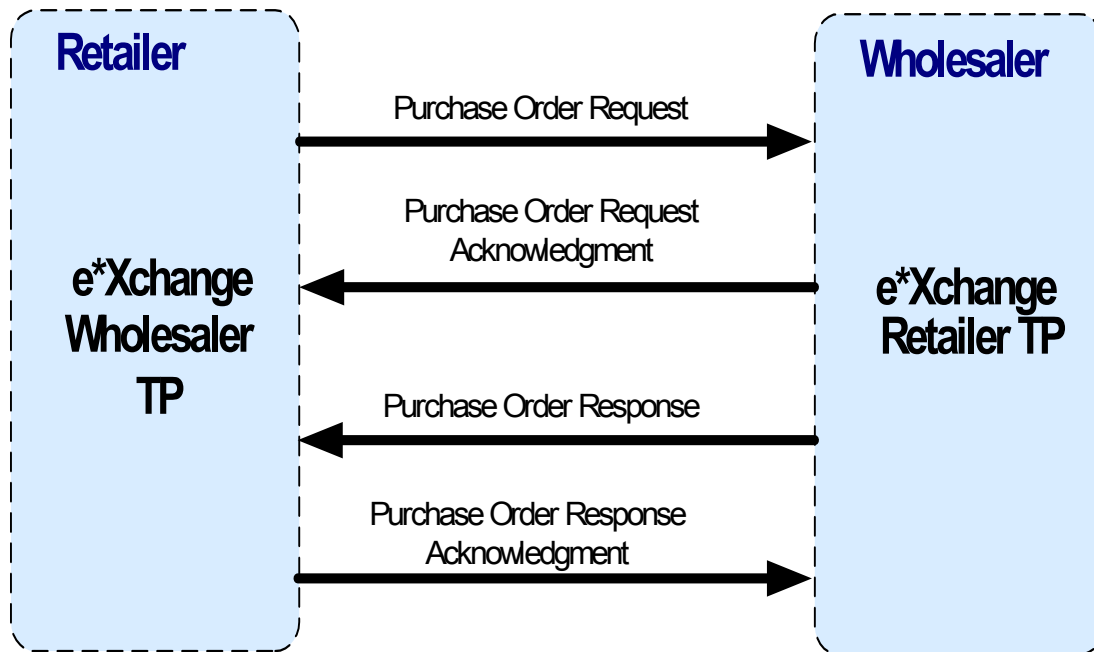 Retailer
Wholesaler
Purchase Order Request
Purchase Order Request
Acknowledgment
e*Xchange
Wholesaler
TP
e*Xchange
Retailer TP
Purchase Order Response
Purchase Order Response
Acknowledgment